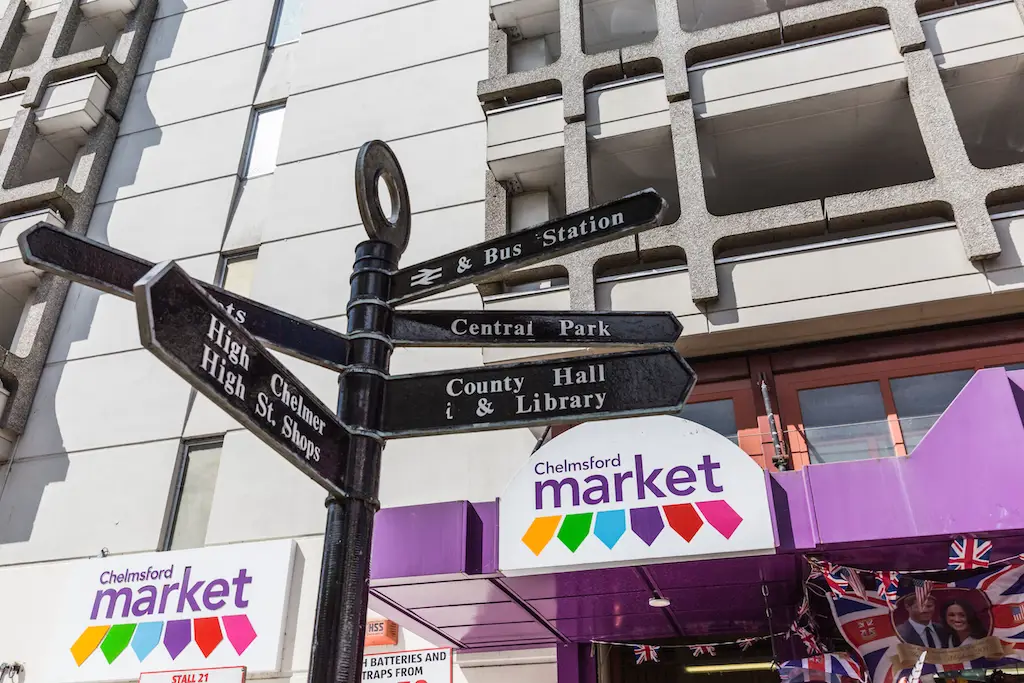 & Bus Station
Central Park
County Hall
i & Library
High Chelmer
High St. Shops
Chelmsford
market
Chelmsford
market
STALL 21
BATTERIES AND
TRAPS FROM